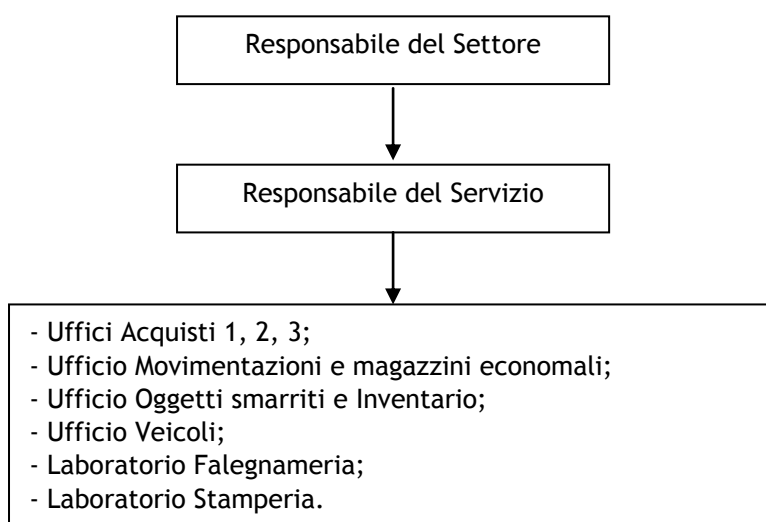 Responsabile del Settore
Responsabile del Servizio
- Uffici Acquisti 1, 2, 3;
- Ufficio Movimentazioni e magazzini economali;
- Ufficio Oggetti smarriti e Inventario;
- Ufficio Veicoli;
- Laboratorio Falegnameria;
- Laboratorio Stamperia.